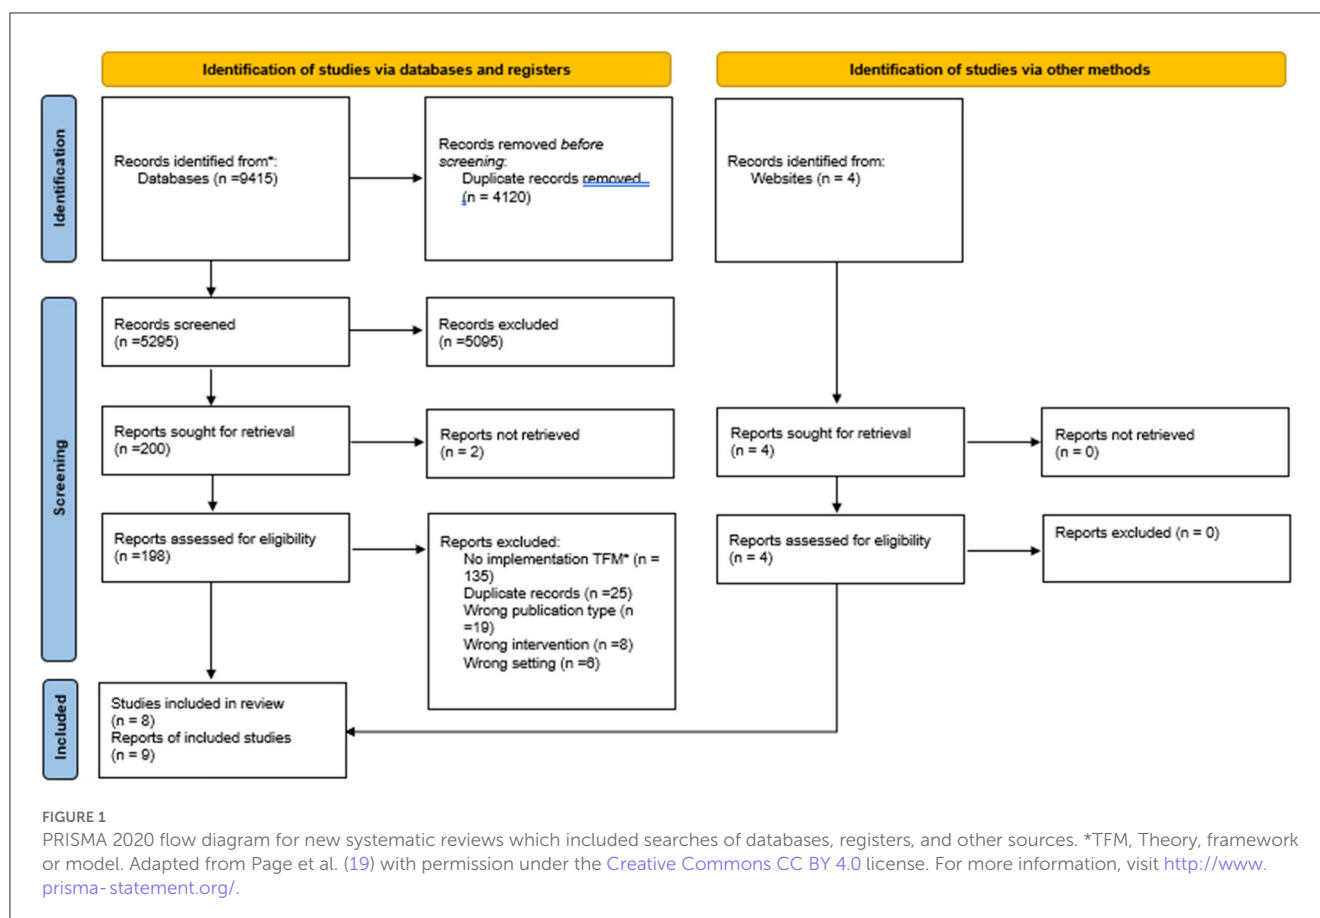 Identification of studies via databases and registers
Identification of studies via other methods
Identification
Records identified from*:
Databases (n =9415)
Records removed before
screening:
Duplicate records removed
(n = 4120)
Records identified from:
Websites (n = 4)
Screening
Records screened
(n =5295)
Records excluded
(n =5095)
Reports sought for retrieval
(n =200)
Reports not retrieved
(n = 2)
Reports sought for retrieval
(n = 4)
Reports not retrieved
(n = 0)
Reports assessed for eligibility
(n =198)
Reports excluded:
No implementation TFM* (n =
135)
Duplicate records (n =25)
Wrong publication type (n
=19)
Wrong intervention (n =8)
Wrong setting (n =6)
Reports assessed for eligibility
(n = 4)
Reports excluded (n = 0)
Included
Studies included in review
(n = 8)
Reports of included studies
(n = 9)
FIGURE 1
PRISMA 2020 flow diagram for new systematic reviews which included searches of databases, registers, and other sources. *TFM, Theory, framework
or model. Adapted from Page et al. (19) with permission under the Creative Commons CC BY 4.0 license. For more information, visit http://www.
prisma-statement.org/.